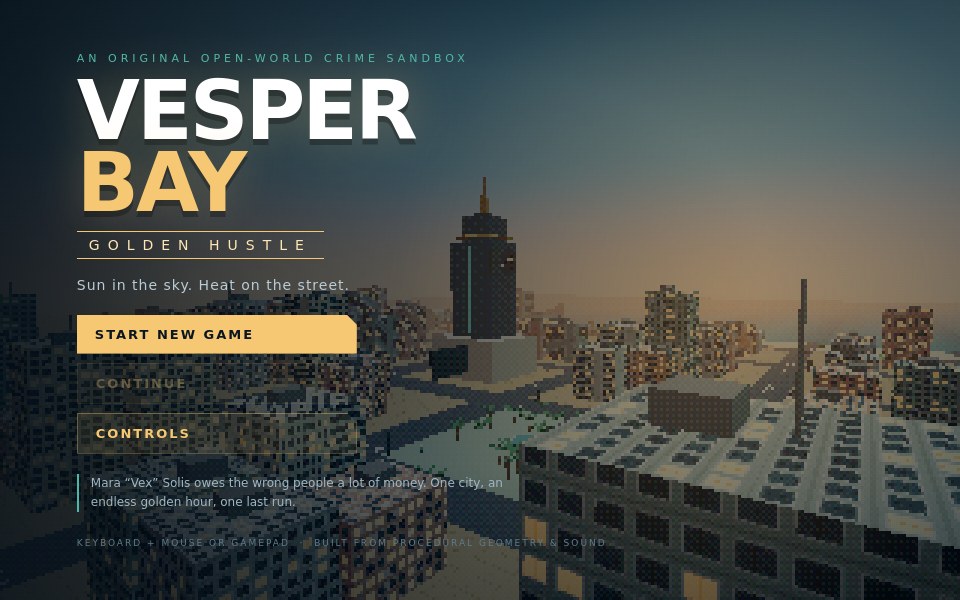 AN ORIGINAL OPEN-WORLD CRIME SANDBOX
VESPER
BAY
GOLDEN HUSTLE
Sun in the sky. Heat on the street.
START NEW GAME
CONTINUE
CONTROLS
Mara “Vex” Solis owes the wrong people a lot of money. One city, an
endless golden hour, one last run.
KEYBOARD + MOUSE OR GAMEPAD · BUILT FROM PROCEDURAL GEOMETRY & SOUND